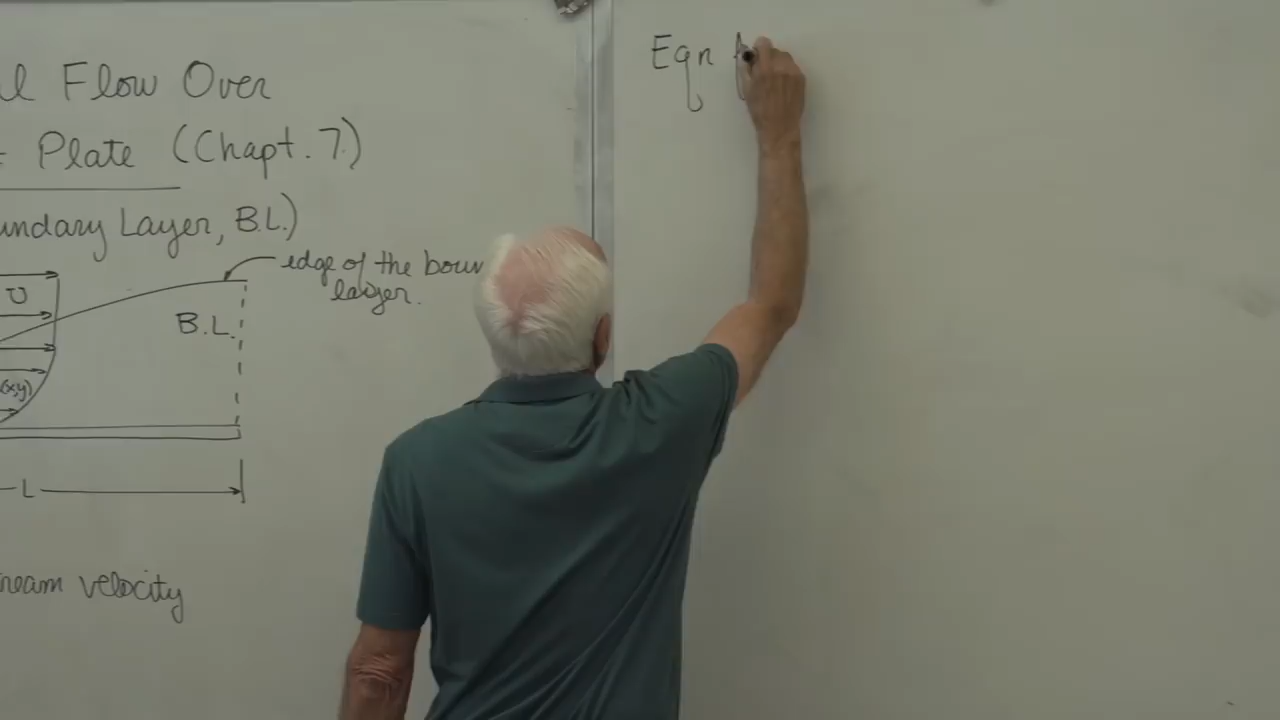 l Flow Over
Plate (Chapt. 7)
undary Layer, B.L.)
edge of the boun
layer.
U
B.L.
(x,y)
L
ream velocity
Eqn